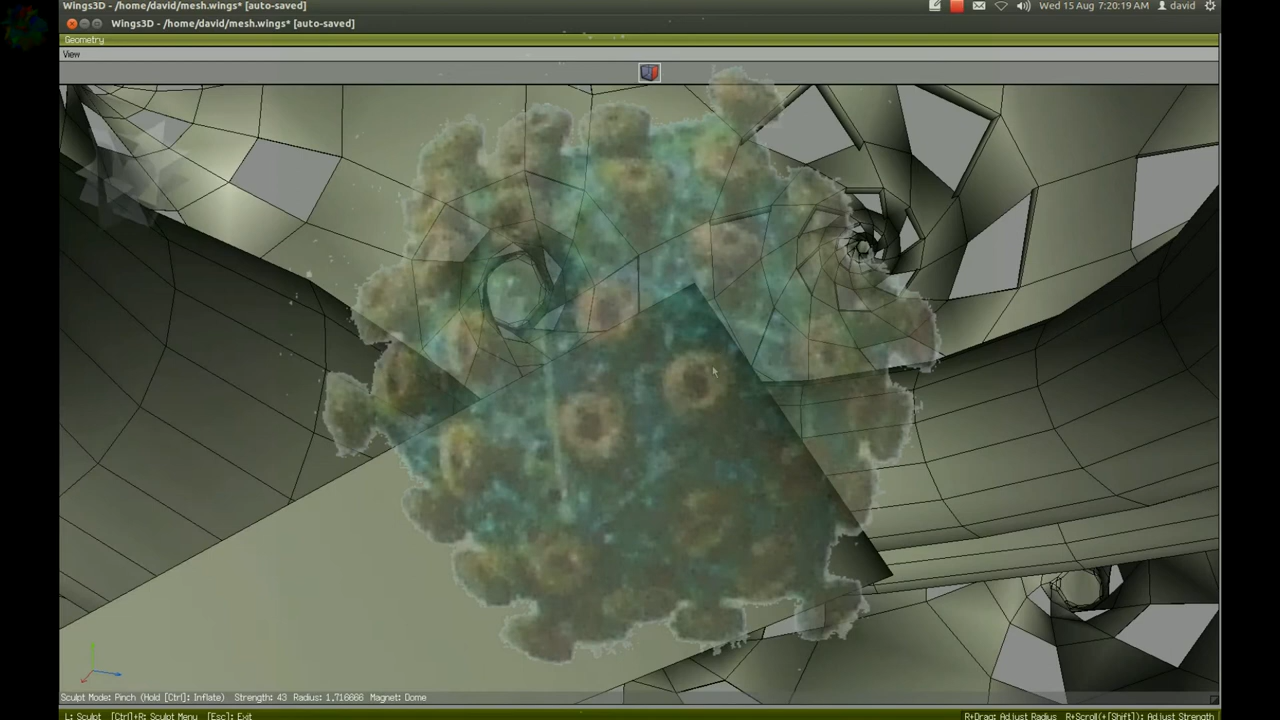 Wings3D - /home/david/mesh.wings* [auto-saved]
Wed 15 Aug 7:20:19 AM
david
Wings3D - /home/david/mesh.wings* [auto-saved]
Geometry
View
Sculpt Mode: Pinch (Hold [Ctrl]: Inflate) Strength: 43 Radius: 1.716666 Magnet: Dome
L: Sculpt [Ctrl]+R: Sculpt Menu [Esc]: Exit
R+Drag: Adjust Radius R+Scroll(+[Shift]): Adjust Strength